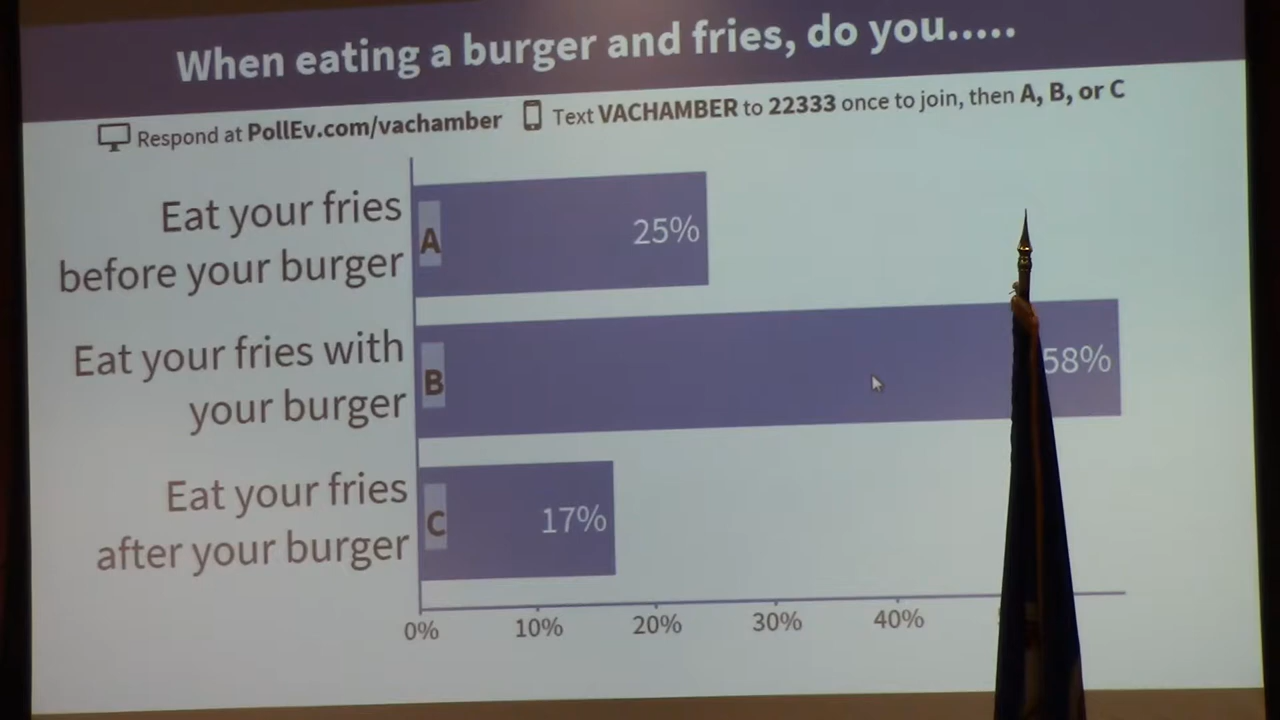 When eating a burger and fries, do you.....
Respond at PollEv.com/vachamber Text VACHAMBER to 22333 once to join, then A, B, or C
Eat your fries
before your burger
A
25%
Eat your fries with
your burger
B
58%
Eat your fries
after your burger
C
17%
0% 10% 20% 30% 40%